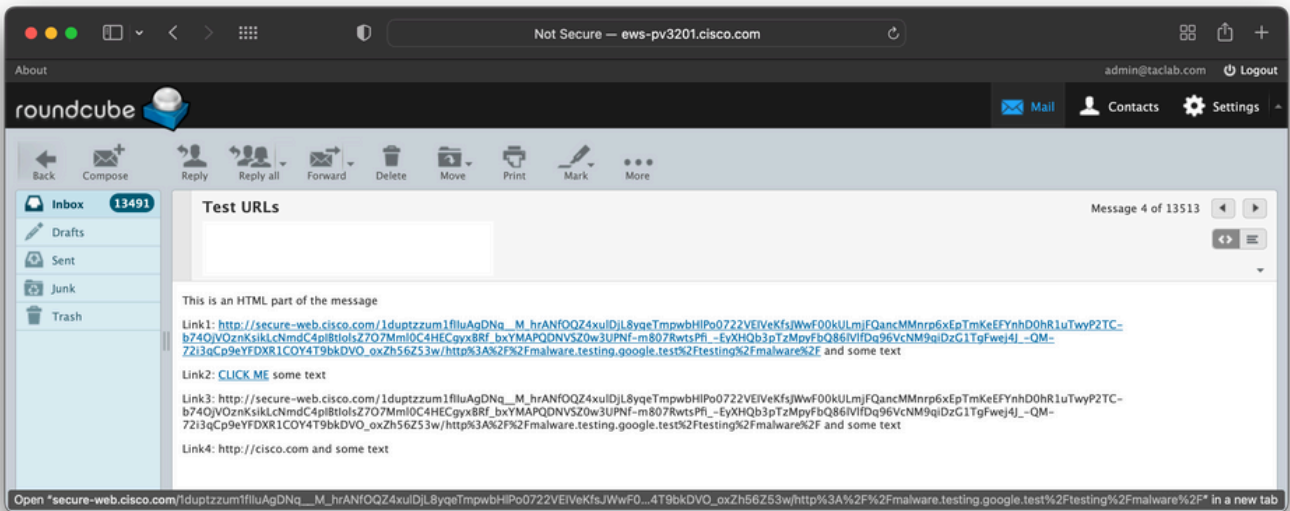 Not Secure — ews-pv3201.cisco.com
About
admin@taclab.com Logout
roundcube
Mail Contacts Settings
Back Compose Reply Reply all Forward Delete Move Print Mark More
Inbox 13491
Drafts
Sent
Junk
Trash
Test URLs
Message 4 of 13513
This is an HTML part of the message
Link1: http://secure-web.cisco.com/1duptzzum1flIuAgDNq__M_hrANfOQZ4xulDjL8yqeTmpwbHlPo0722VElVeKfsJWwF00kULmjFQancMMnrp6xEpTmKeEFYnhD0hR1uTwyP2TC-
b74OjVOznKsikLcNmdC4plBtIolsZ7O7Mml0C4HECgyxBRf_bxYMAPQDNVSZ0w3UPNf-m807RwtsPfi_-EyXHQb3pTzMpyFbQ86lVlfDq96VcNM9qiDzG1TgFwej4J_-QM-
72i3qCp9eYFDXR1COY4T9bkDVO_oxZh56Z53w/http%3A%2F%2Fmalware.testing.google.test%2Ftesting%2Fmalware%2F and some text
Link2: CLICK ME some text
Link3: http://secure-web.cisco.com/1duptzzum1flIuAgDNq__M_hrANfOQZ4xulDjL8yqeTmpwbHlPo0722VElVeKfsJWwF00kULmjFQancMMnrp6xEpTmKeEFYnhD0hR1uTwyP2TC-
b74OjVOznKsikLcNmdC4plBtIolsZ7O7Mml0C4HECgyxBRf_bxYMAPQDNVSZ0w3UPNf-m807RwtsPfi_-EyXHQb3pTzMpyFbQ86lVlfDq96VcNM9qiDzG1TgFwej4J_-QM-
72i3qCp9eYFDXR1COY4T9bkDVO_oxZh56Z53w/http%3A%2F%2Fmalware.testing.google.test%2Ftesting%2Fmalware%2F and some text
Link4: http://cisco.com and some text
Open "secure-web.cisco.com/1duptzzum1flIuAgDNq__M_hrANfOQZ4xulDjL8yqeTmpwbHlPo0722VElVeKfsJWwF0...4T9bkDVO_oxZh56Z53w/http%3A%2F%2Fmalware.testing.google.test%2Ftesting%2Fmalware%2F" in a new tab